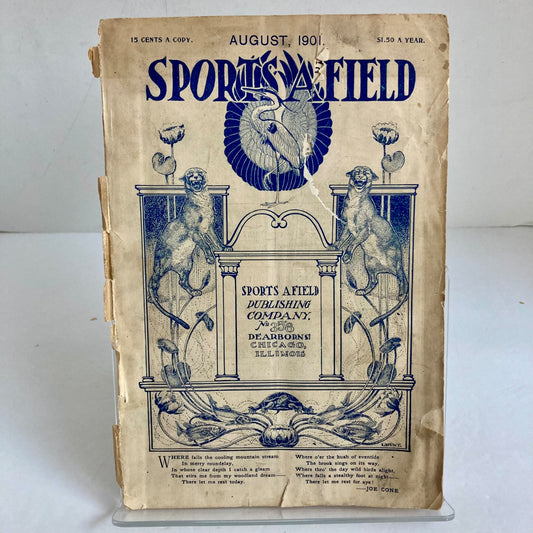 15 CENTS A COPY.
AUGUST, 1901.
$1.50 A YEAR.
SPORTS AFIELD
SPORTS AFIELD
PUBLISHING
COMPANY,
No 358
DEARBORN ST
CHICAGO,
ILLINOIS
WHERE falls the cooling mountain stream
In merry roundelay,
In whose clear depth I catch a gleam
That stirs me from my woodland dream—
There let me rest today.
Where o'er the hush of eventide
The brook sings on its way,
Where thro' the day wild birds alight,
Where falls a stealthy foot at night—
There let me rest for aye!
—JOE CONE